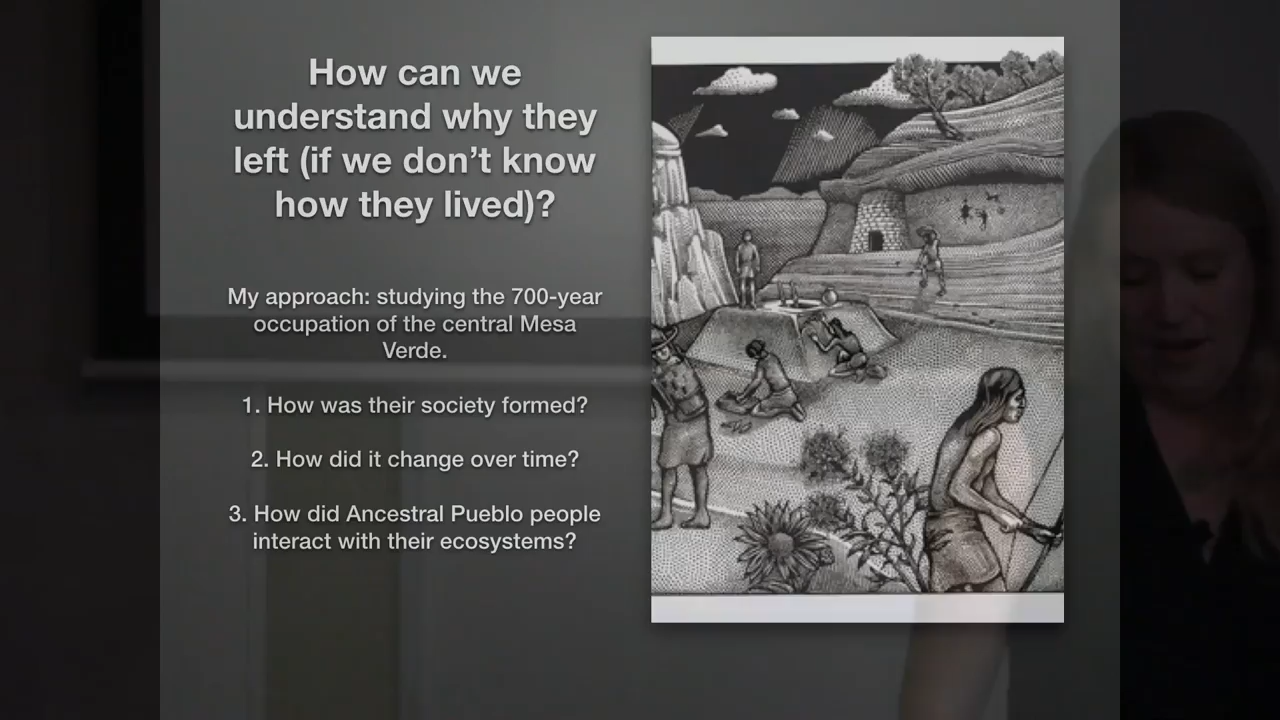 How can we
understand why they
left (if we don’t know
how they lived)?
My approach: studying the 700-year
occupation of the central Mesa
Verde.
1. How was their society formed?
2. How did it change over time?
3. How did Ancestral Pueblo people
interact with their ecosystems?